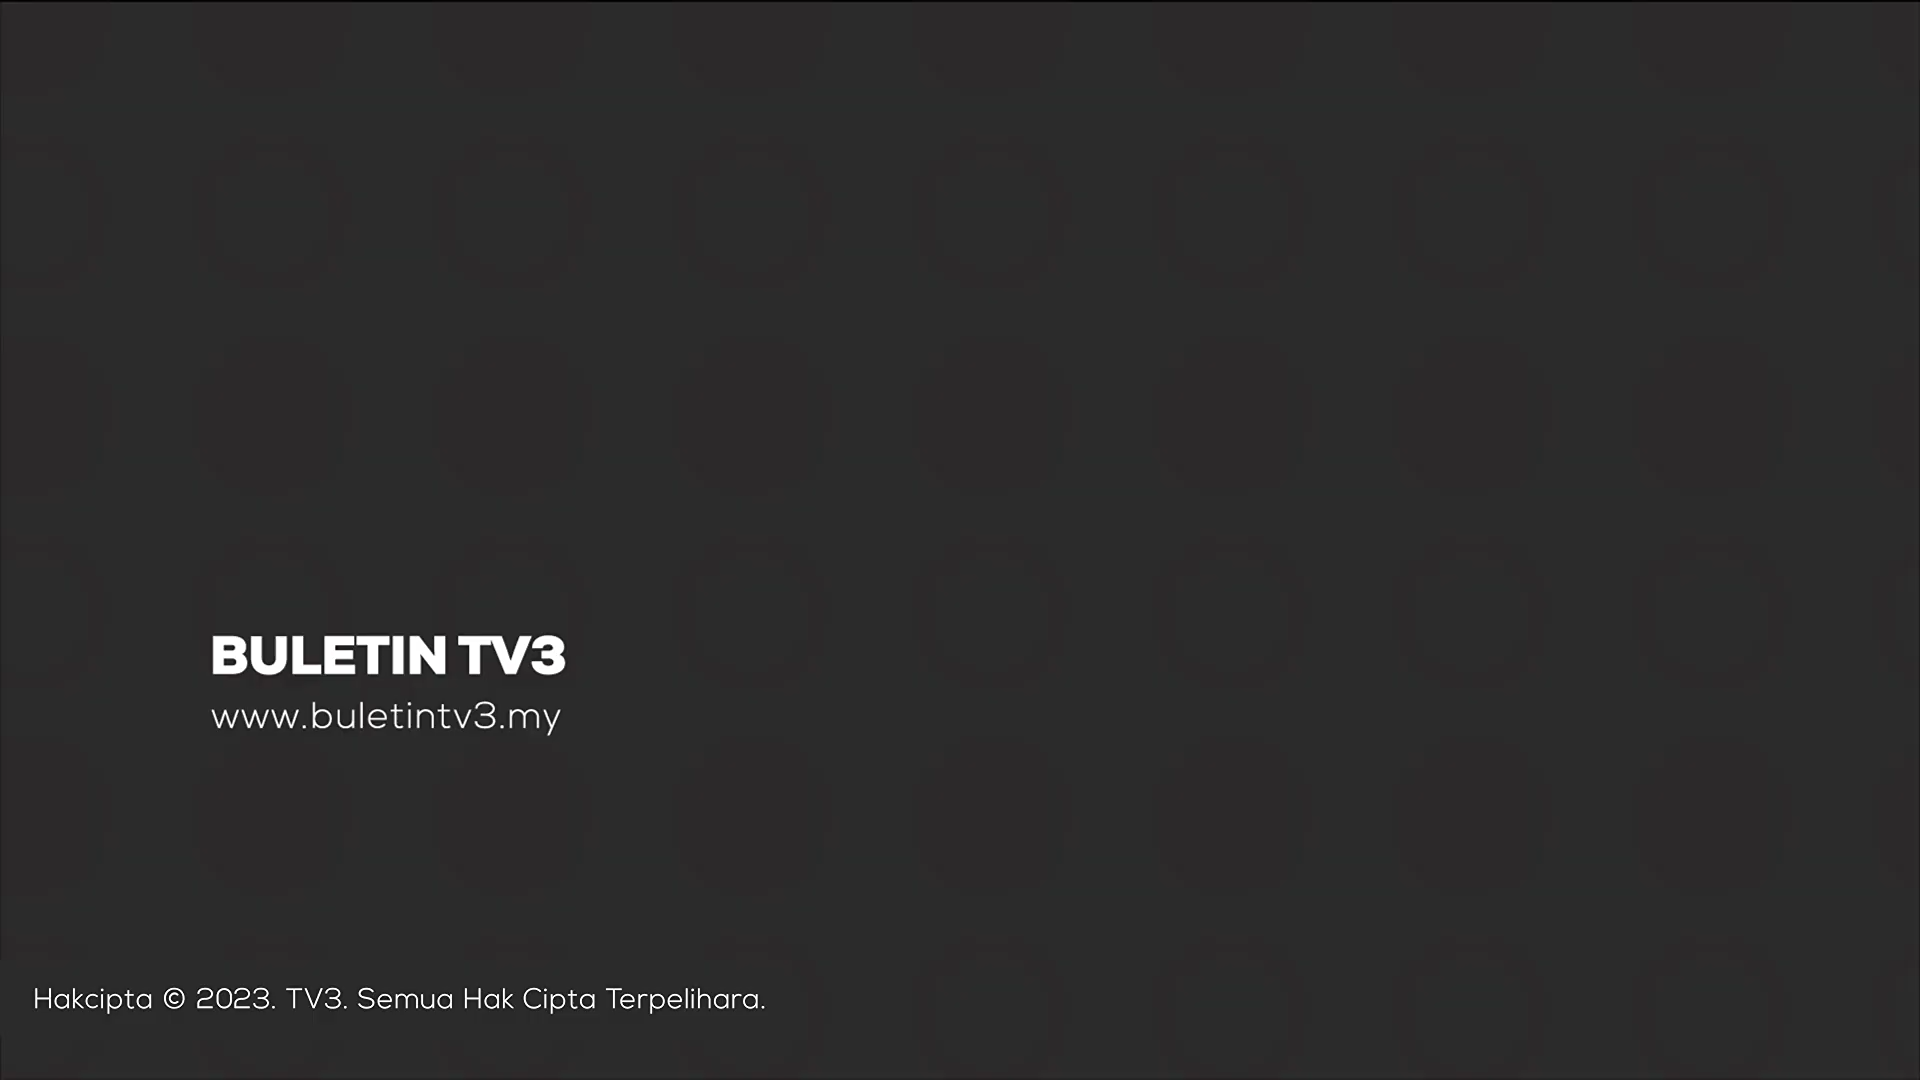 BULETIN TV3
www.buletintv3.my
Hakcipta © 2023. TV3. Semua Hak Cipta Terpelihara.